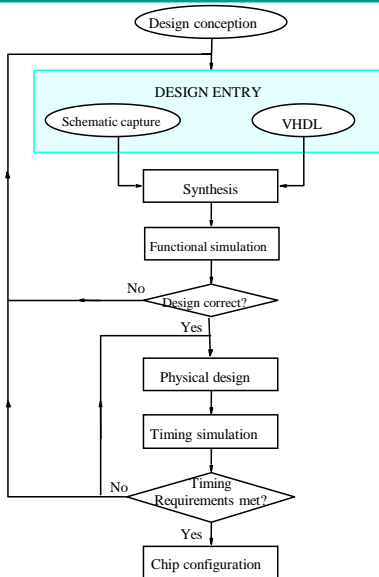 Design conception
DESIGN ENTRY
Schematic capture
VHDL
Synthesis
Functional simulation
No
Design correct?
Yes
Physical design
Timing simulation
No
Timing
Requirements met?
Yes
Chip configuration